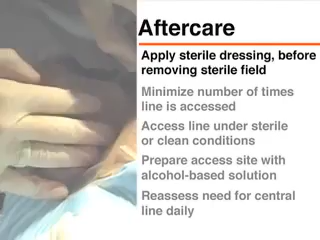 Aftercare
Apply sterile dressing, before
removing sterile field
Minimize number of times
line is accessed
Access line under sterile
or clean conditions
Prepare access site with
alcohol-based solution
Reassess need for central
line daily